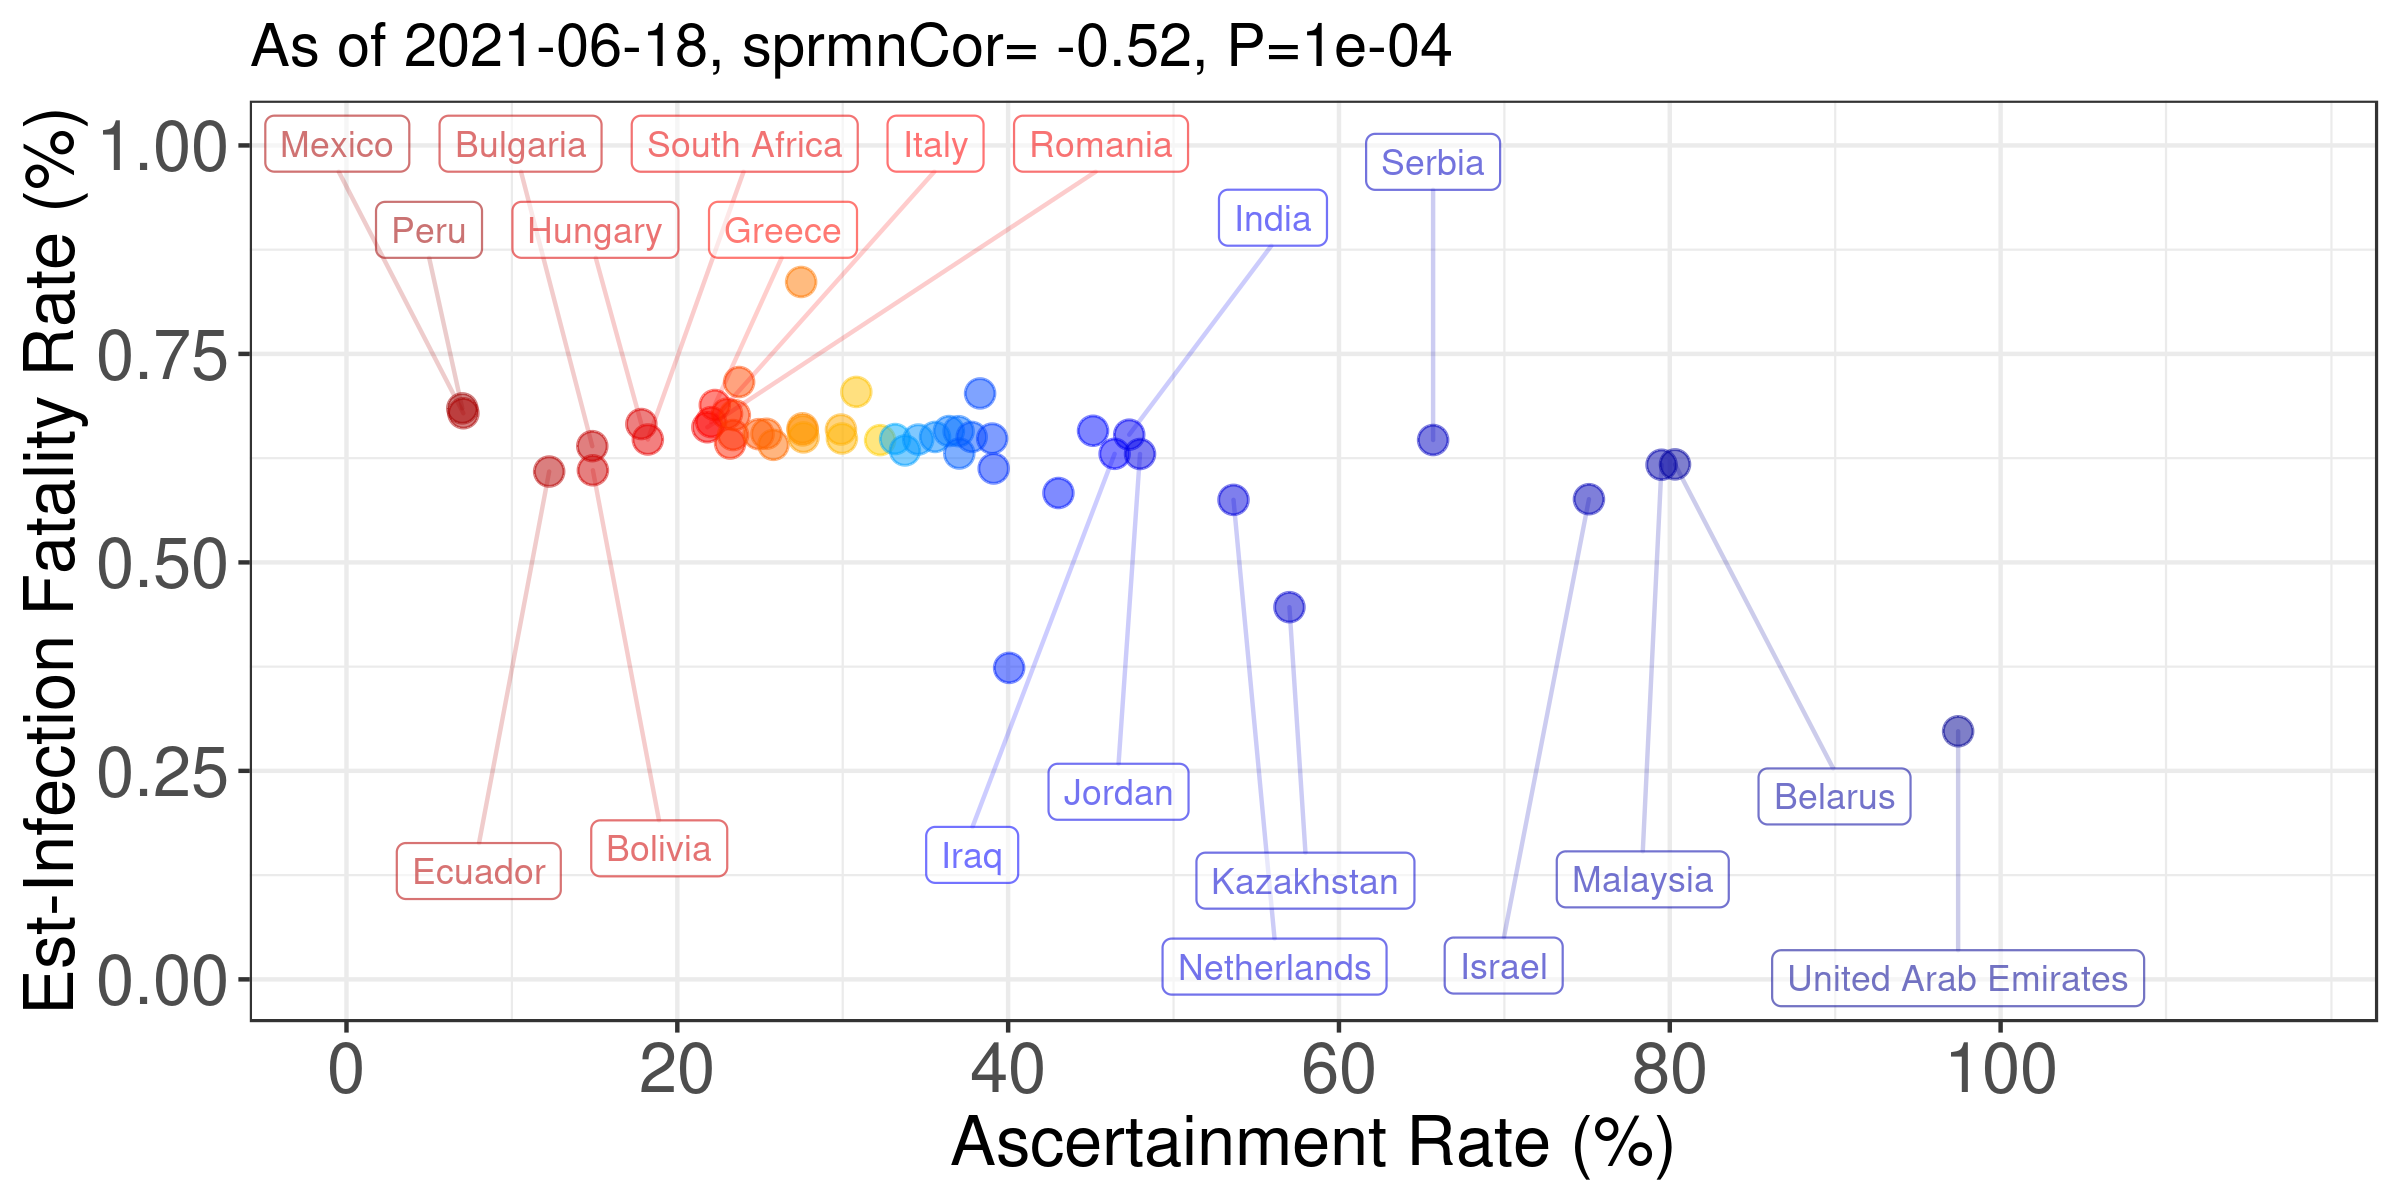 As of 2021-06-18, sprmnCor= -0.52, P=1e-04
Est-Infection Fatality Rate (%)
1.00
0.75
0.50
0.25
0.00
Mexico
Bulgaria
South Africa
Italy
Romania
Serbia
Peru
Hungary
Greece
India
Jordan
Belarus
Bolivia
Iraq
Ecuador
Kazakhstan
Malaysia
Netherlands
Israel
United Arab Emirates
0
20
40
60
80
100
Ascertainment Rate (%)